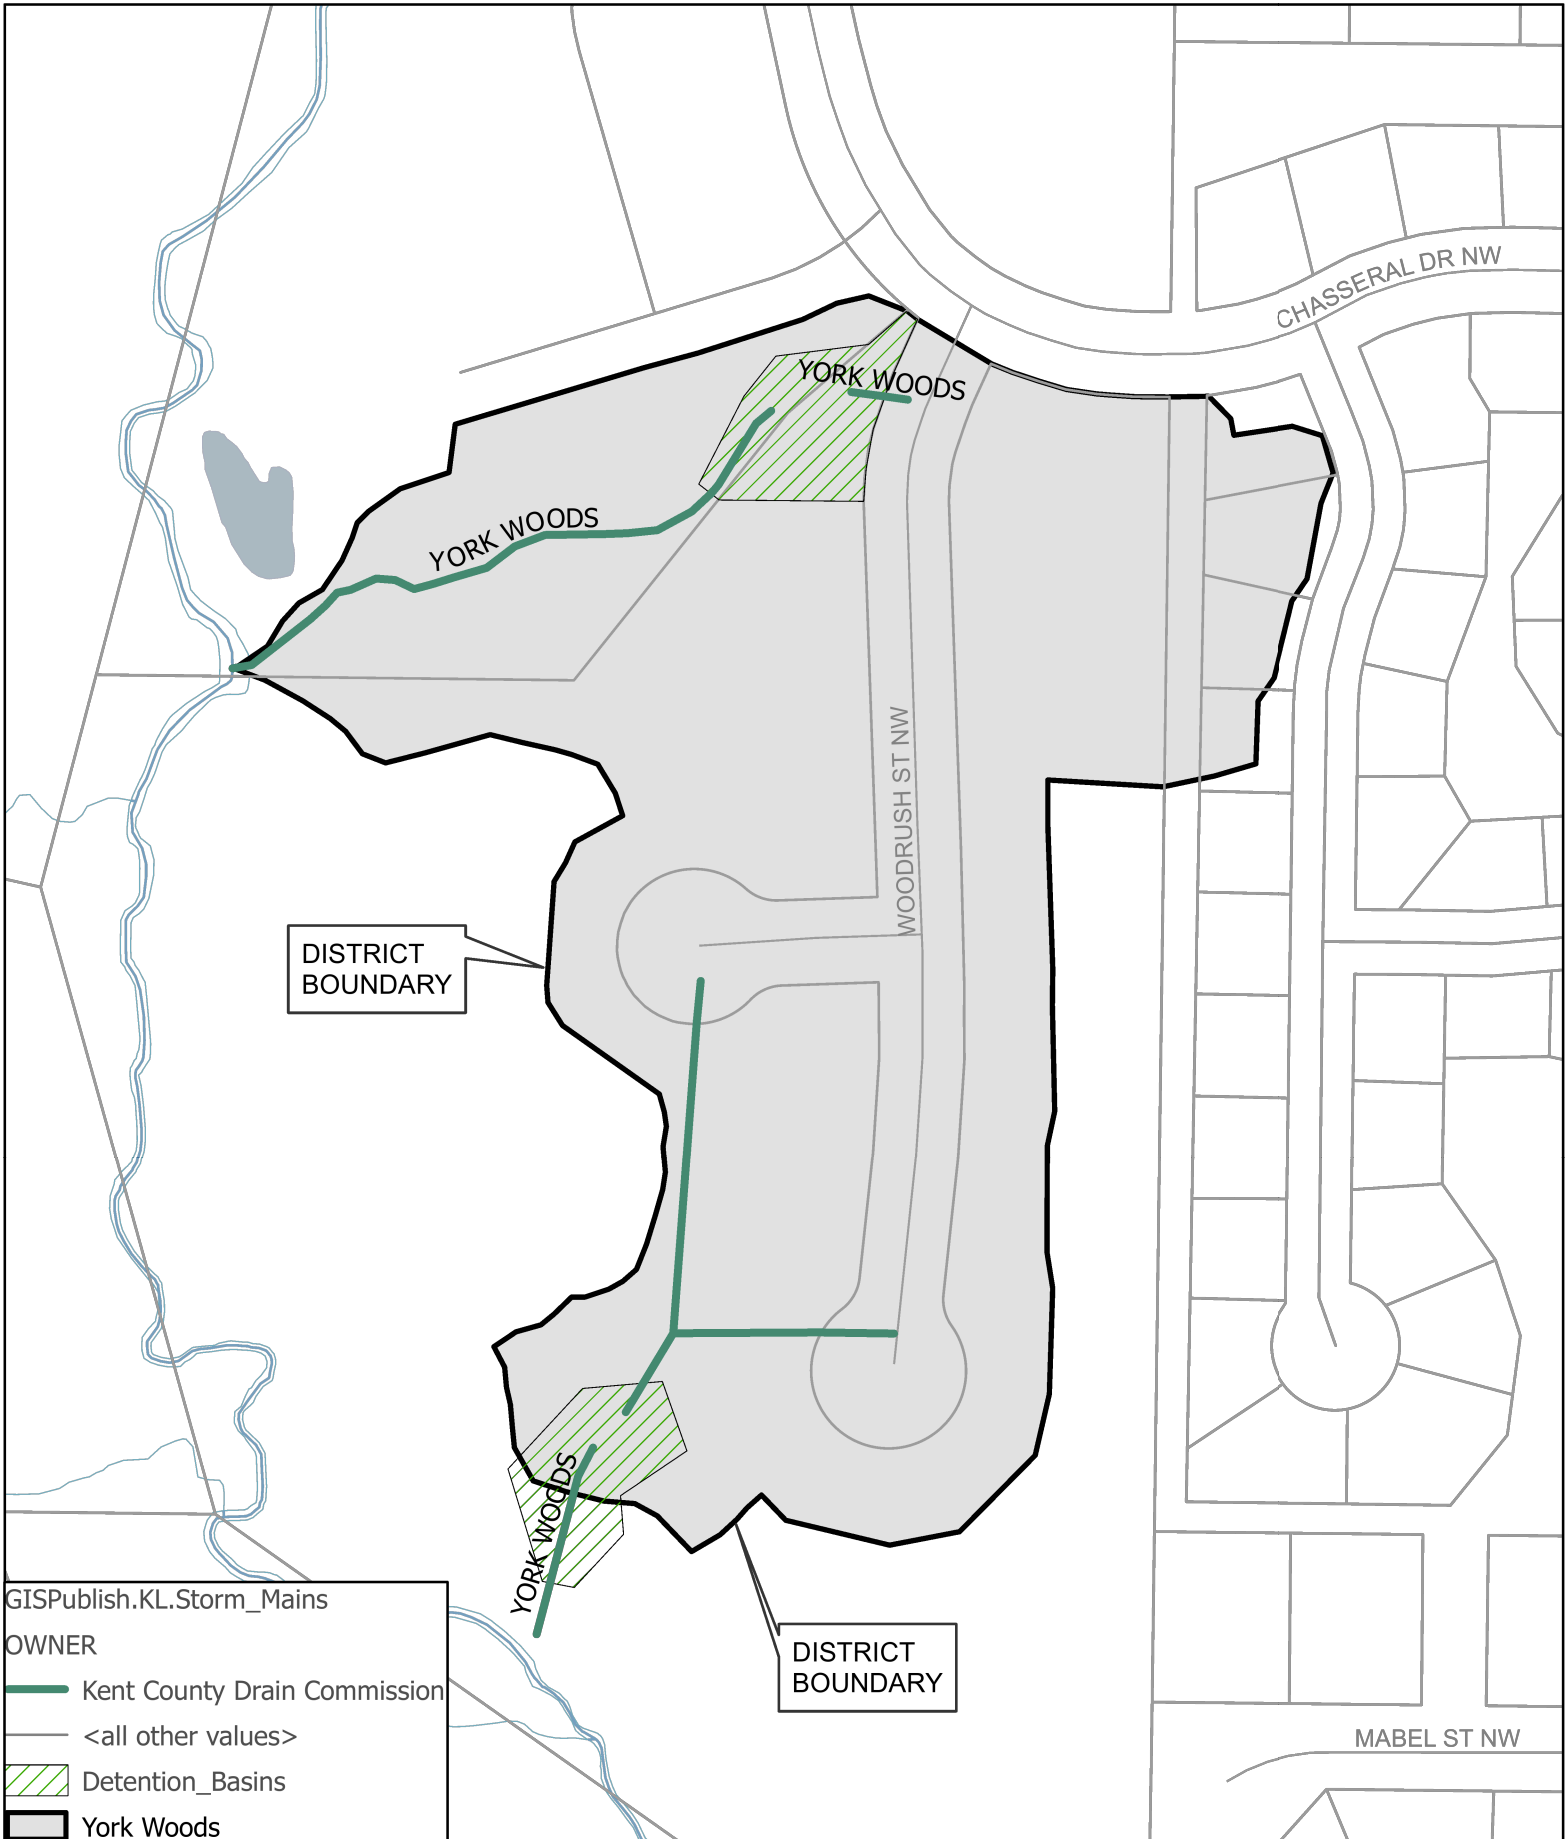 CHASSERAL DR NW
YORK WOODS
YORK WOODS
WOODRUSH ST NW
DISTRICT
BOUNDARY
YORK WOODS
DISTRICT
BOUNDARY
MABEL ST NW
GISPublish.KL.Storm_Mains
OWNER
Kent County Drain Commission
<all other values>
Detention_Basins
York Woods